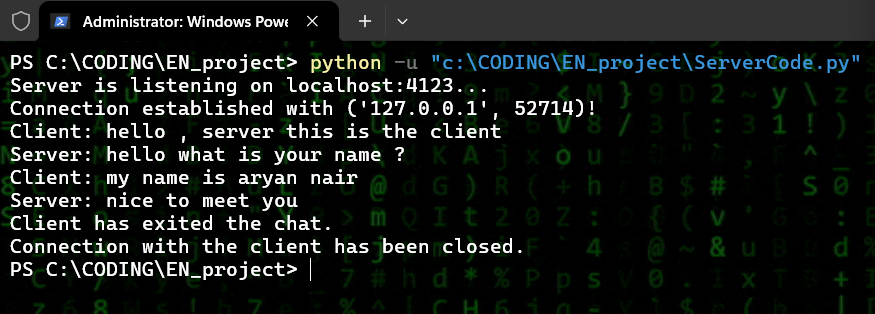 Administrator: Windows Powe
PS C:\CODING\EN_project> python -u "c:\CODING\EN_project\ServerCode.py"
Server is listening on localhost:4123...
Connection established with ('127.0.0.1', 52714)!
Client: hello , server this is the client
Server: hello what is your name ?
Client: my name is aryan nair
Server: nice to meet you
Client has exited the chat.
Connection with the client has been closed.
PS C:\CODING\EN_project>